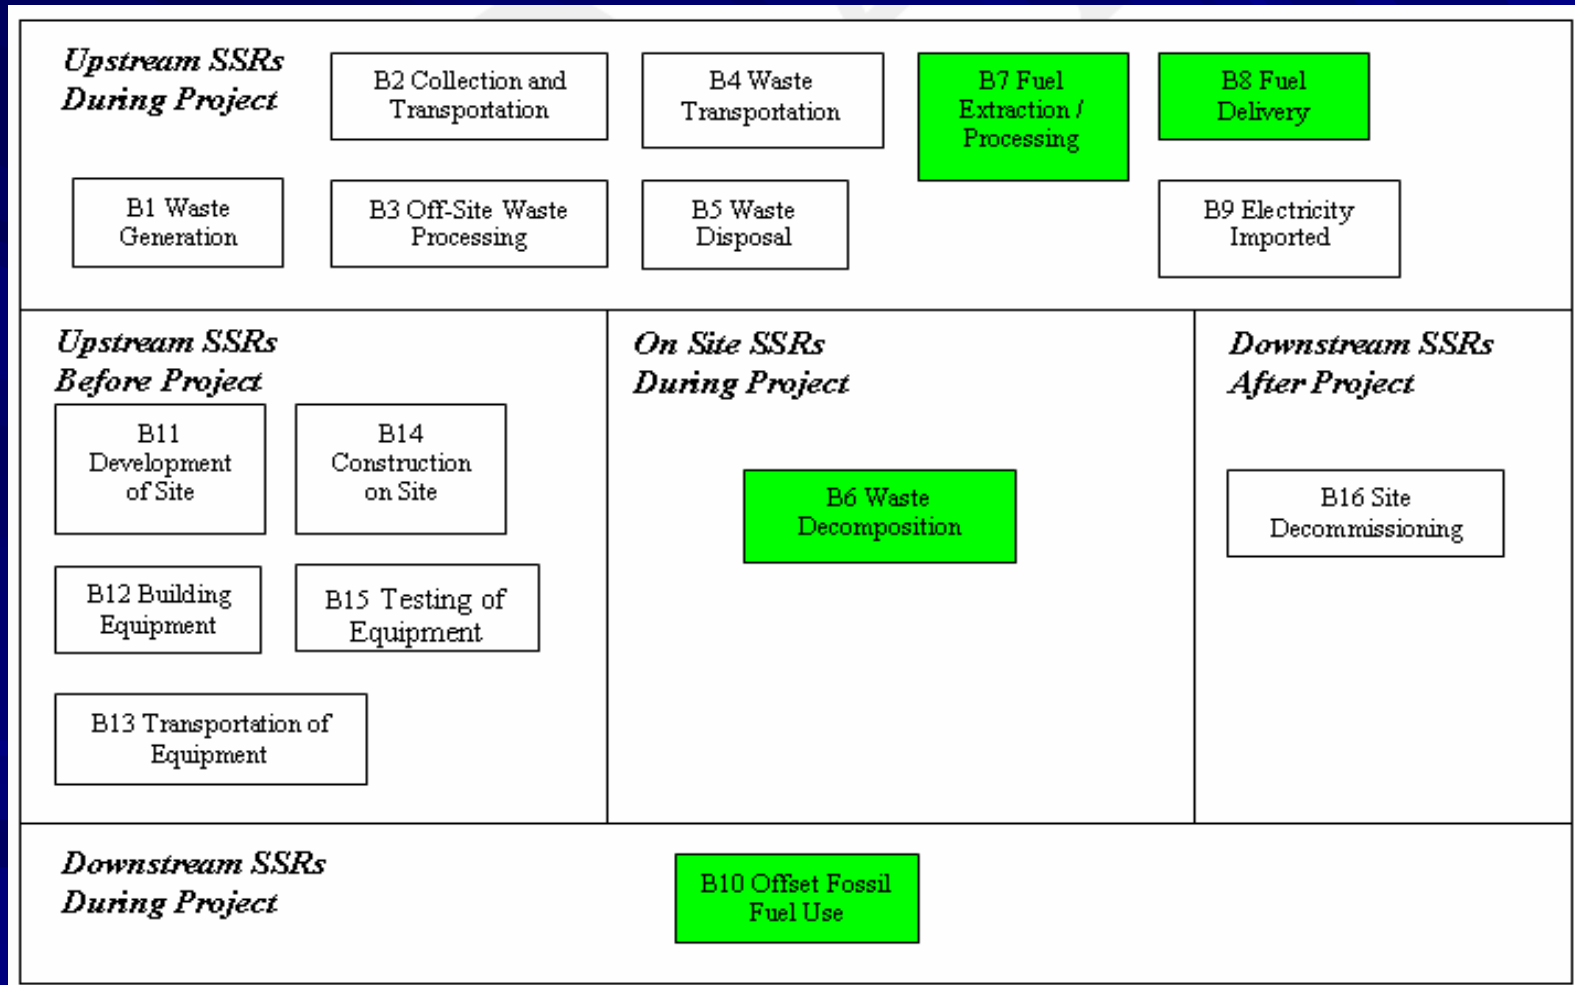 Upstream SSRs
During Project
B2 Collection and
Transportation
B4 Waste
Transportation
B7 Fuel
Extraction /
Processing
B8 Fuel
Delivery
B1 Waste
Generation
B3 Off-Site Waste
Processing
B5 Waste
Disposal
B9 Electricity
Imported
Upstream SSRs
Before Project
B11
Development
of Site
B14
Construction
on Site
B12 Building
Equipment
B15 Testing of
Equipment
B13 Transportation of
Equipment
On Site SSRs
During Project
B6 Waste
Decomposition
Downstream SSRs
After Project
B16 Site
Decommissioning
Downstream SSRs
During Project
B10 Offset Fossil
Fuel Use